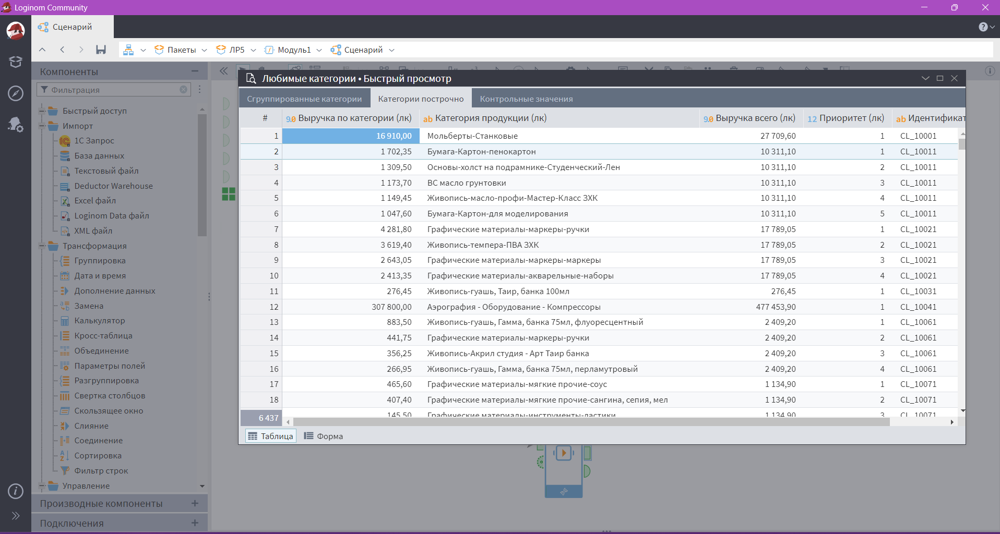 Loginom Community
Сценарий
Пакеты ЛР5 Модуль1 Сценарий
Компоненты
Фильтрация
Быстрый доступ
Импорт
1С Запрос
База данных
Текстовый файл
Deductor Warehouse
Excel файл
Loginom Data файл
XML файл
Трансформация
Группировка
Дата и время
Дополнение данных
Замена
Калькулятор
Кросс-таблица
Объединение
Параметры полей
Разгруппировка
Свертка столбцов
Скользящее окно
Слияние
Соединение
Сортировка
Фильтр строк
Управление
Производные компоненты
Подключения
Любимые категории • Быстрый просмотр
Сгруппированные категории Категории построчно Контрольные значения
# 9.0 Выручка по категории (лк) ab Категория продукции (лк) 9.0 Выручка всего (лк) 12 Приоритет (лк) ab Идентификат
1 16 910,00 Мольберты-Станковые 27 709,60 1 CL_10001
2 1 702,35 Бумага-Картон-пенокартон 10 311,10 1 CL_10011
3 1 309,50 Основы-холст на подрамнике-Студенческий-Лен 10 311,10 2 CL_10011
4 1 173,70 ВС масло грунтовки 10 311,10 3 CL_10011
5 1 149,45 Живопись-масло-профи-Мастер-Класс ЗХК 10 311,10 4 CL_10011
6 1 047,60 Бумага-Картон-для моделирования 10 311,10 5 CL_10011
7 4 281,80 Графические материалы-маркеры-ручки 17 789,05 1 CL_10021
8 3 619,40 Живопись-темпера-ПВА ЗХК 17 789,05 2 CL_10021
9 2 643,05 Графические материалы-маркеры-маркеры 17 789,05 3 CL_10021
10 2 413,35 Графические материалы-акварельные-наборы 17 789,05 4 CL_10021
11 276,45 Живопись-гуашь, Таир, банка 100мл 276,45 1 CL_10031
12 307 800,00 Аэрография - Оборудование - Компрессоры 477 453,90 1 CL_10041
13 883,50 Живопись-гуашь, Гамма, банка 75мл, флуоресцентный 2 409,20 1 CL_10061
14 441,75 Графические материалы-маркеры-ручки 2 409,20 2 CL_10061
15 356,25 Живопись-Акрил студия - Арт Таир банка 2 409,20 3 CL_10061
16 266,95 Живопись-гуашь, Гамма, банка 75мл, перламутровый 2 409,20 4 CL_10061
17 465,60 Графические материалы-мягкие прочие-соус 1 134,90 1 CL_10071
18 407,40 Графические материалы-мягкие прочие-сангина, сепия, мел 1 134,90 2 CL_10071
145,50 Графические материалы-инструменты-ластики 1 134,90 3 CL_10071
6 437
Таблица Форма